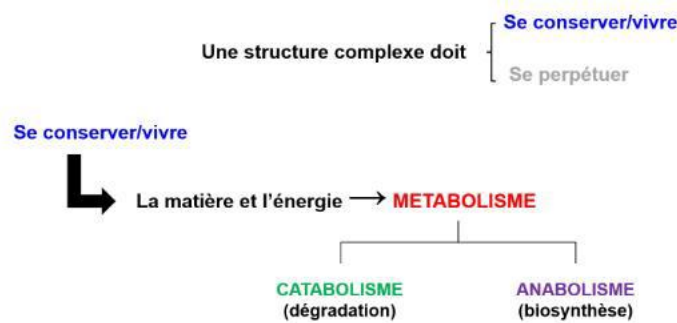 Se conserver/vivre
Une structure complexe doit
Se perpétuer
Se conserver/vivre
La matière et l'énergie → METABOLISME
CATABOLISME ANABOLISME
(dégradation) (biosynthèse)